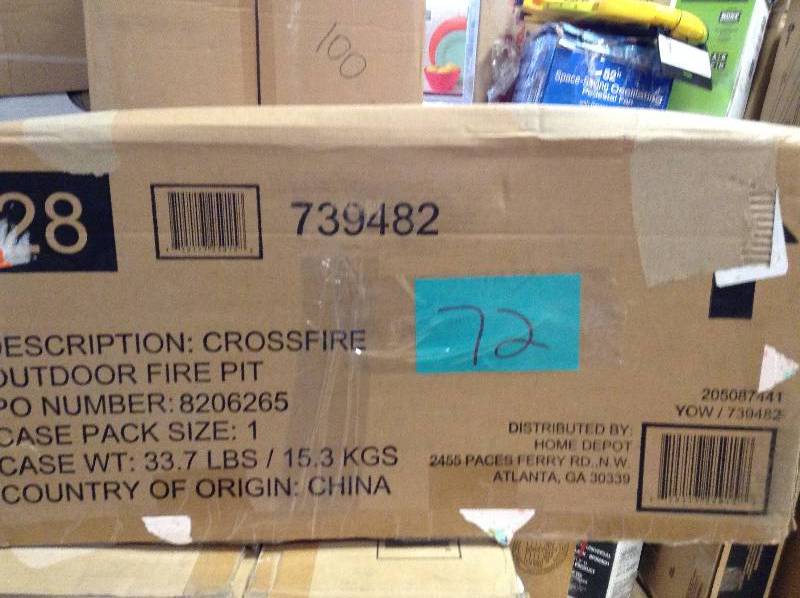 100
52"
Space-Saving Oscillating
Pedestal Fan
28
739482
72
DESCRIPTION: CROSSFIRE
OUTDOOR FIRE PIT
PO NUMBER: 8206265
CASE PACK SIZE: 1
CASE WT: 33.7 LBS / 15.3 KGS
COUNTRY OF ORIGIN: CHINA
205087441
YOW / 739482
DISTRIBUTED BY:
HOME DEPOT
2455 PACES FERRY RD., N.W.
ATLANTA, GA 30339